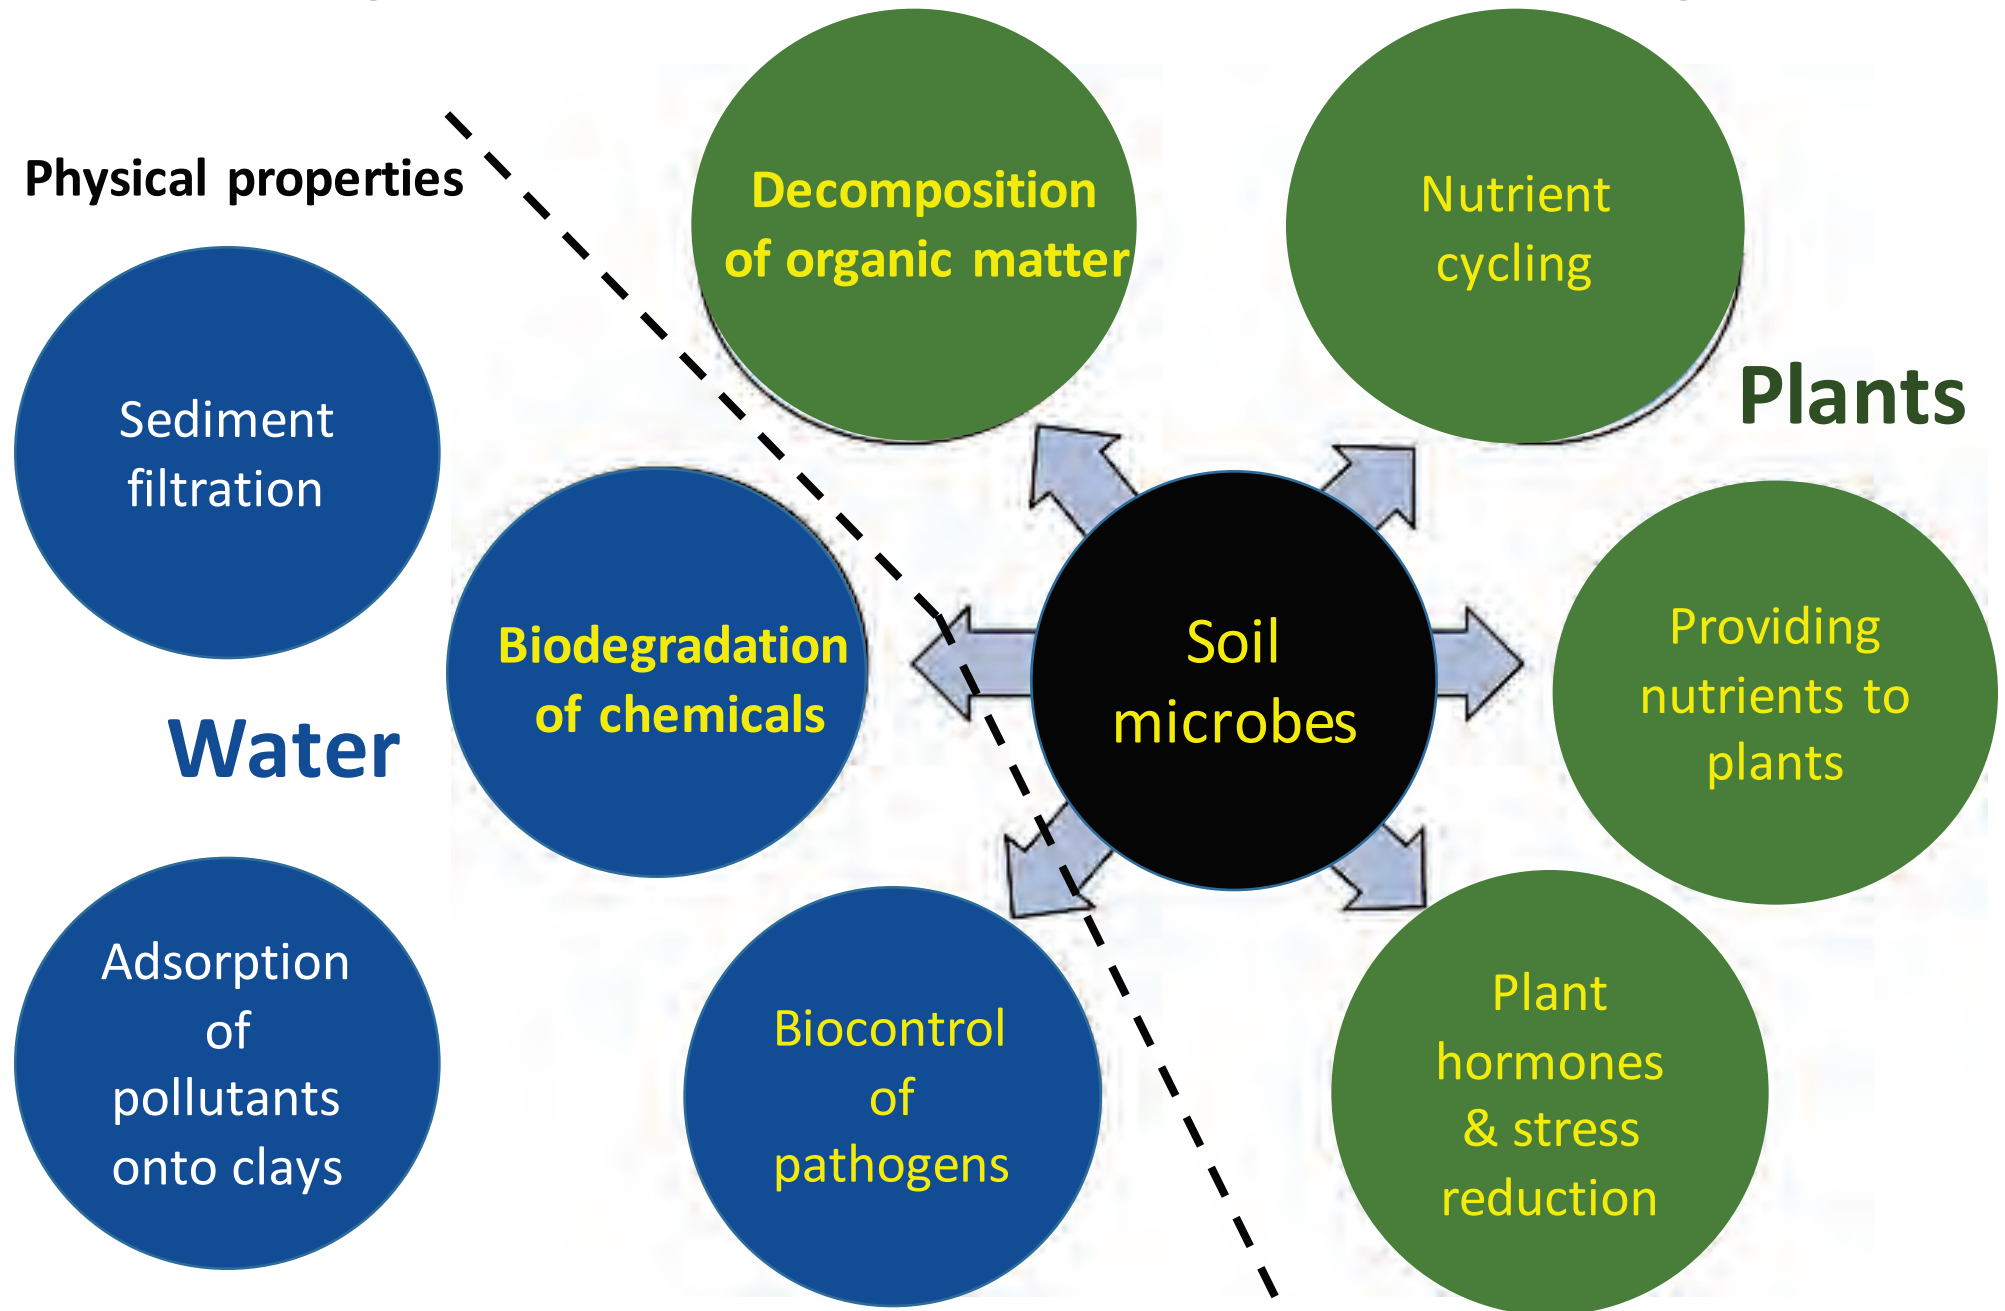 Physical properties
Decomposition
of organic matter
Nutrient
cycling
Sediment
filtration
Plants
Biodegradation
of chemicals
Soil
microbes
Providing
nutrients to
plants
Water
Adsorption
of
pollutants
onto clays
Biocontrol
of
pathogens
Plant
hormones
& stress
reduction